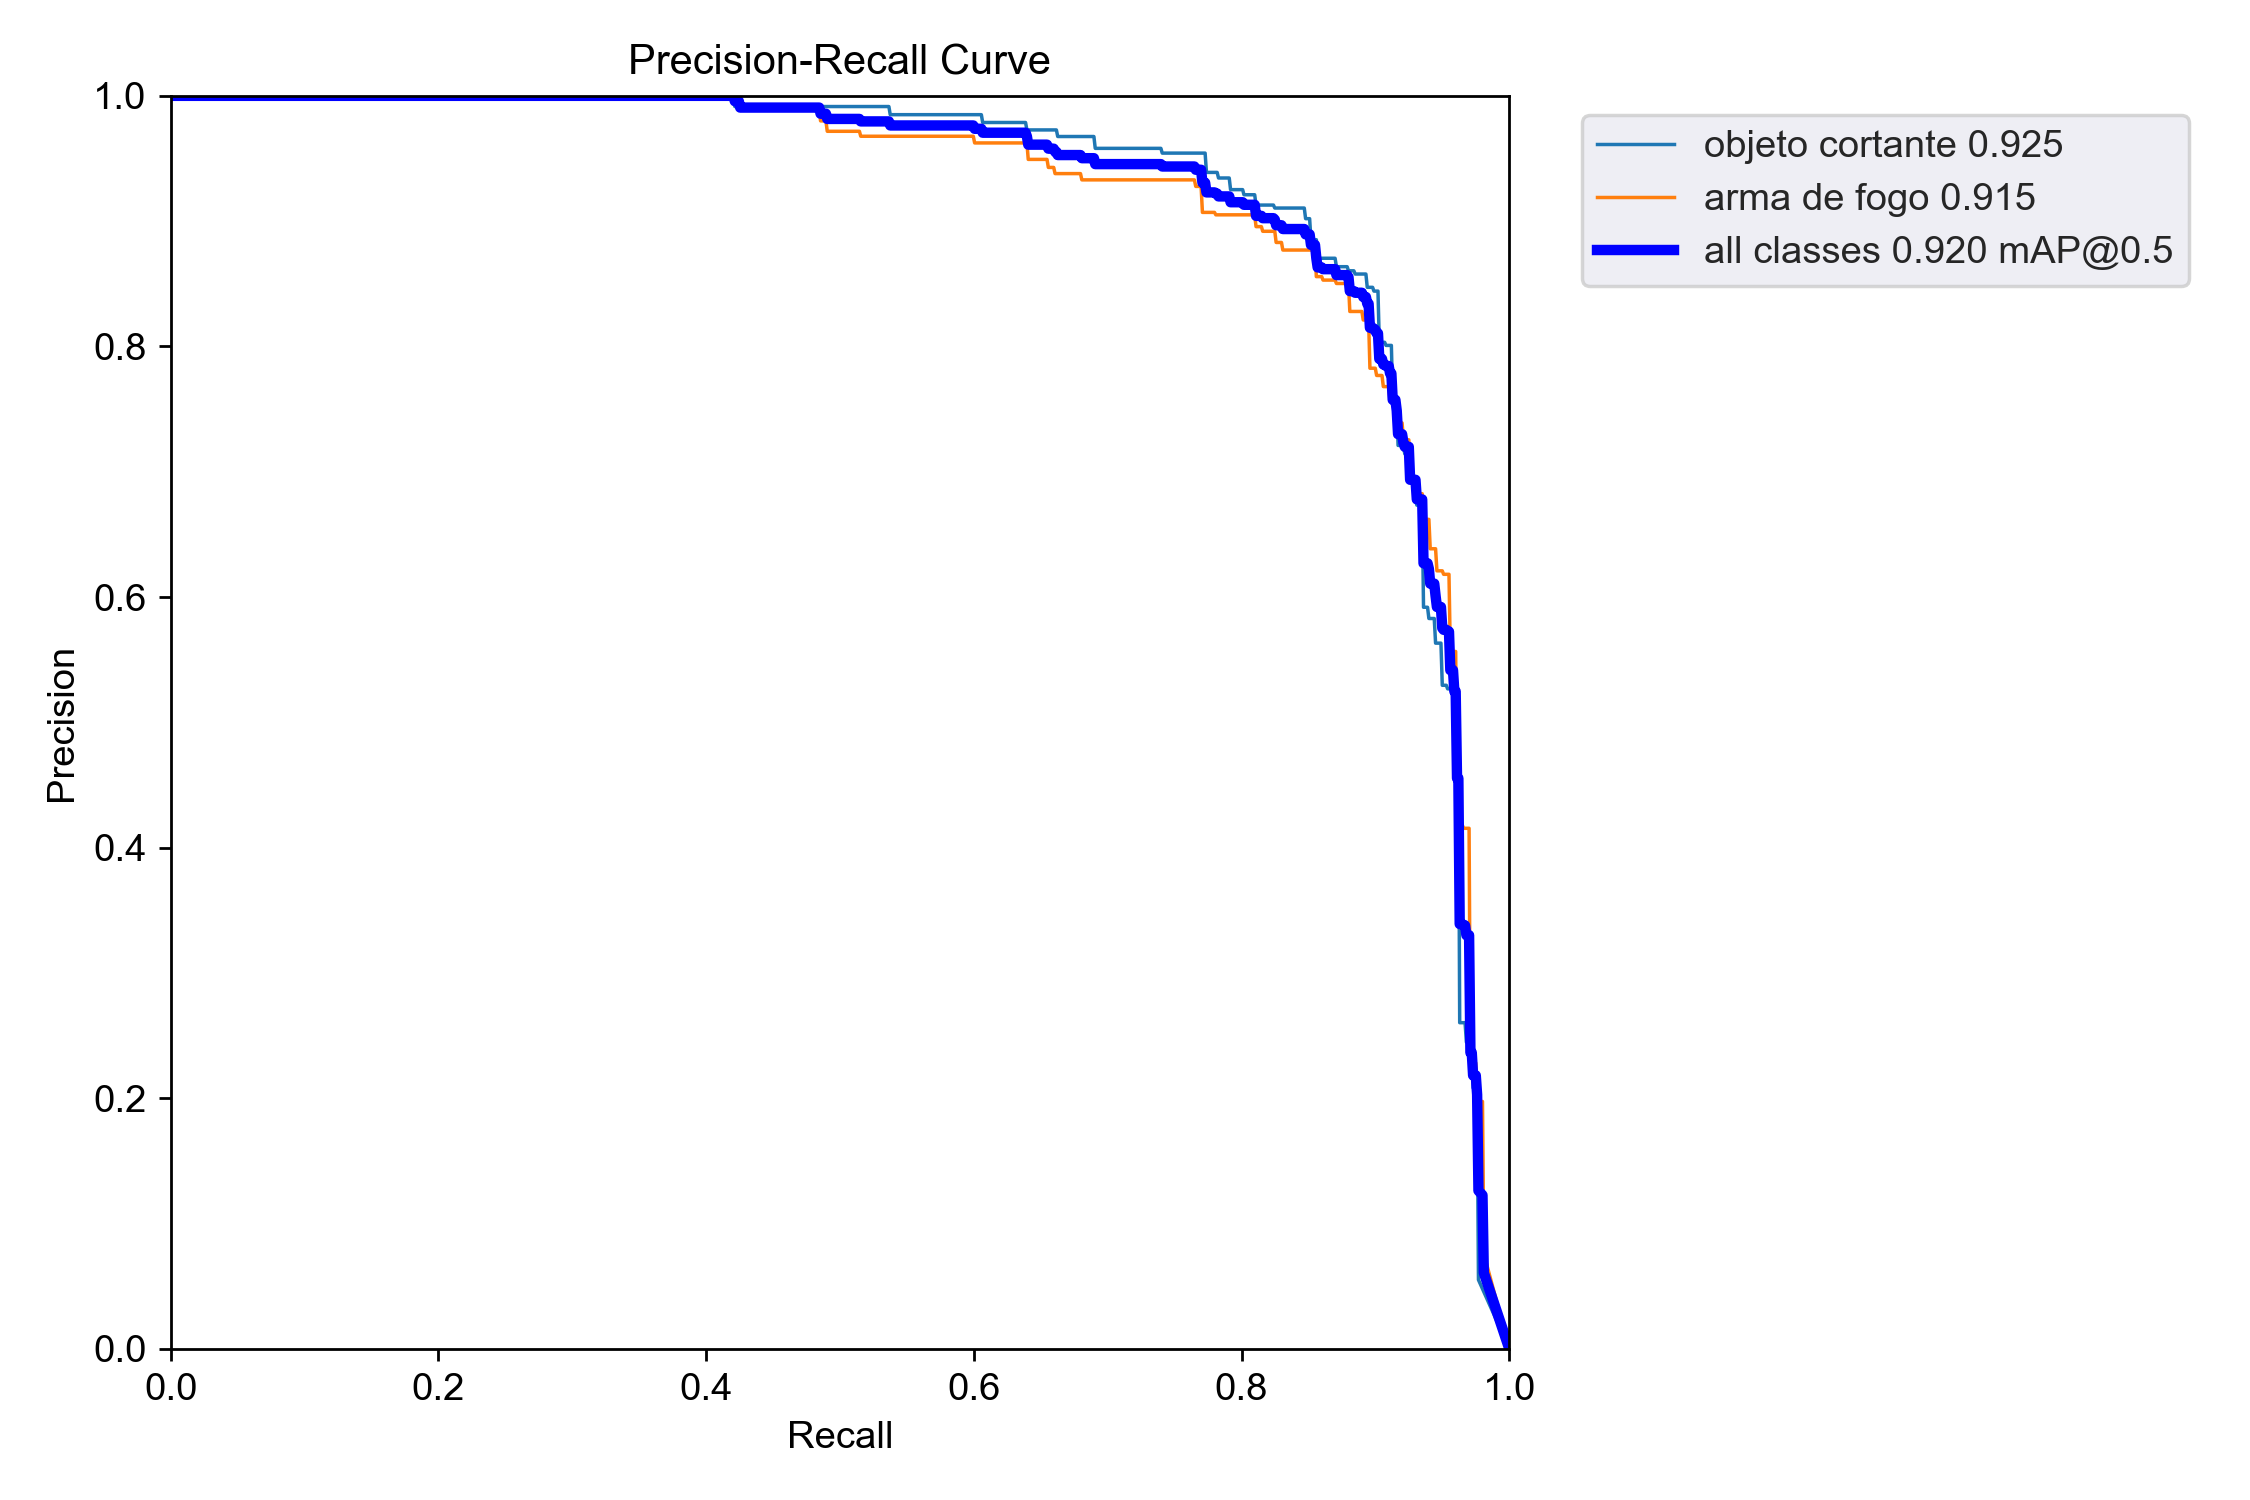 Precision-Recall Curve
1.0
0.8
0.6
0.4
0.2
0.0
Precision
0.0 0.2 0.4 0.6 0.8 1.0
Recall
objeto cortante 0.925
arma de fogo 0.915
all classes 0.920 mAP@0.5